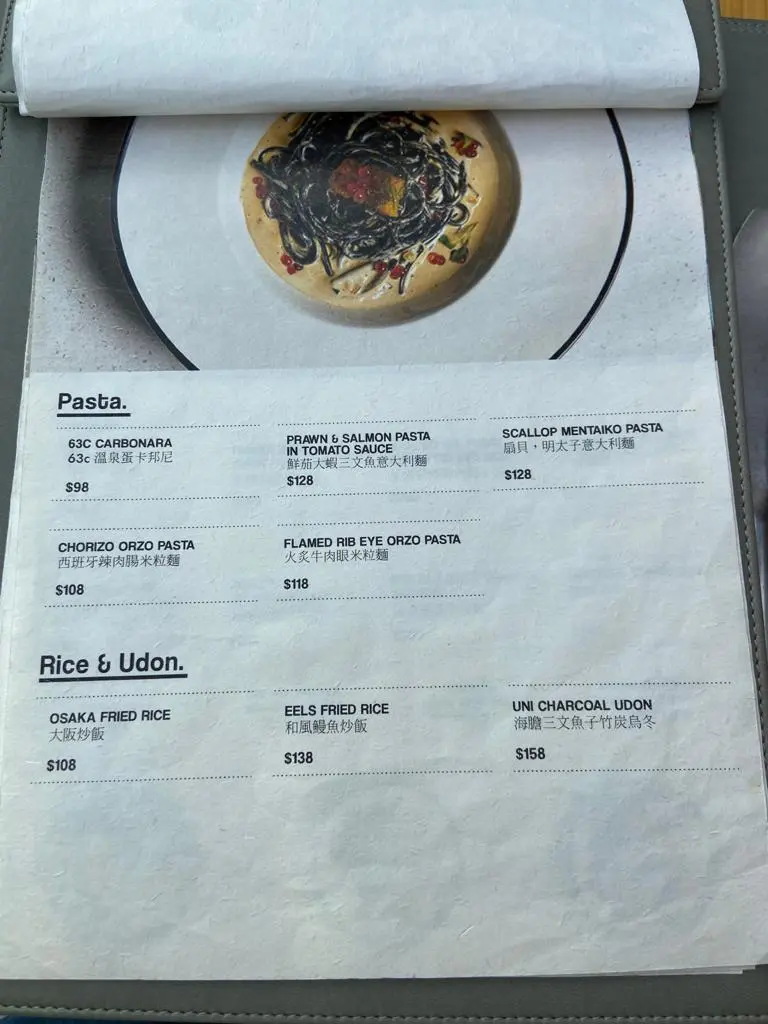 Pasta.
63C CARBONARA
63c 溫泉蛋卡邦尼
$98
PRAWN & SALMON PASTA
IN TOMATO SAUCE
鮮茄大蝦三文魚意大利麵
$128
SCALLOP MENTAIKO PASTA
扇貝，明太子意大利麵
$128
CHORIZO ORZO PASTA
西班牙辣肉腸米粒麵
$108
FLAMED RIB EYE ORZO PASTA
火炙牛肉眼米粒麵
$118
Rice & Udon.
OSAKA FRIED RICE
大阪炒飯
$108
EELS FRIED RICE
和風鰻魚炒飯
$138
UNI CHARCOAL UDON
海膽三文魚子竹炭烏冬
$158